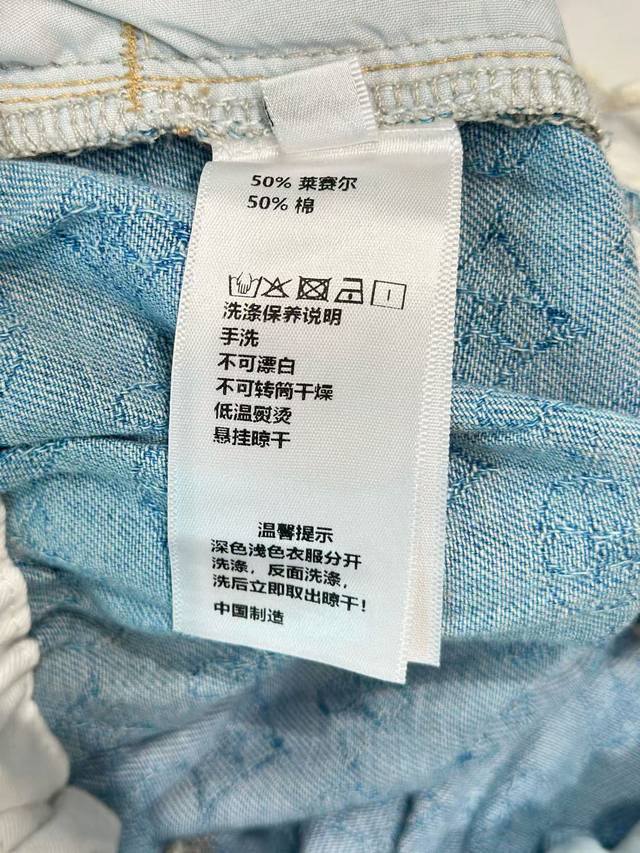 50% 莱赛尔
50% 棉
洗涤保养说明
手洗
不可漂白
不可转筒干燥
低温熨烫
悬挂晾干
温馨提示
深色浅色衣服分开
洗涤，反面洗涤，
洗后立即取出晾干！
中国制造